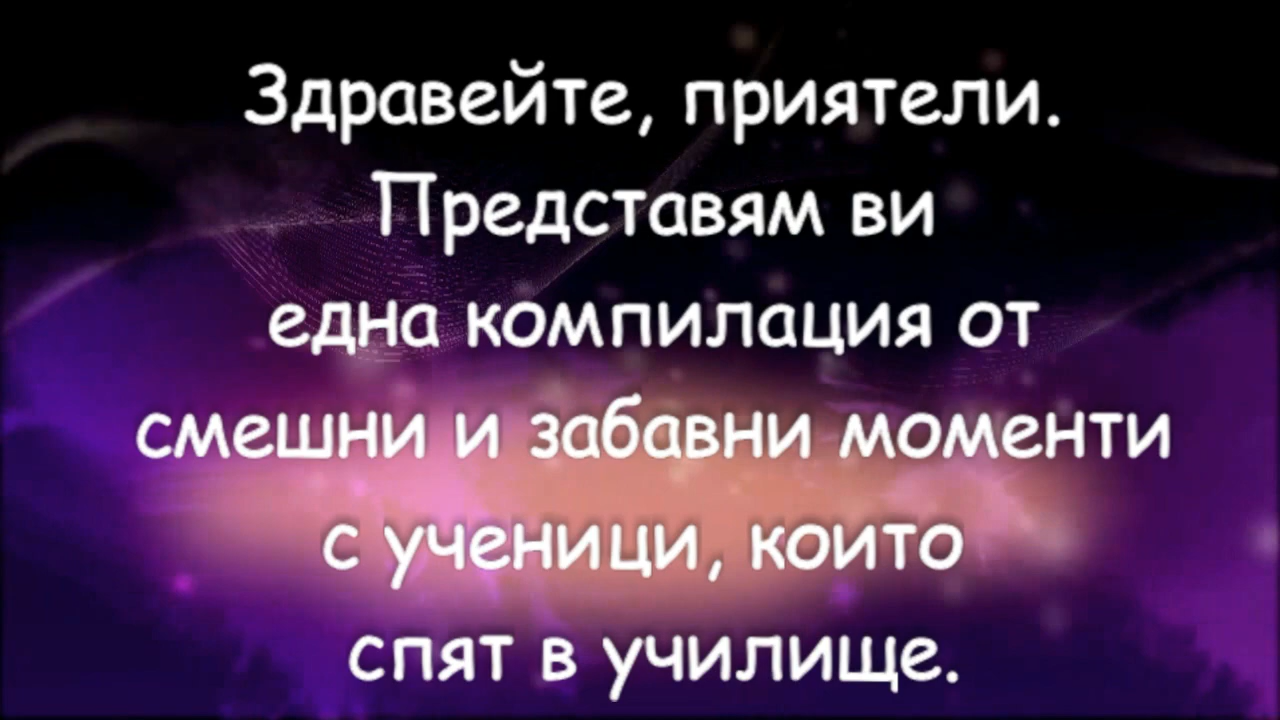 Здравейте, приятели.
Представям ви
една компилация от
смешни и забавни моменти
с ученици, които
спят в училище.